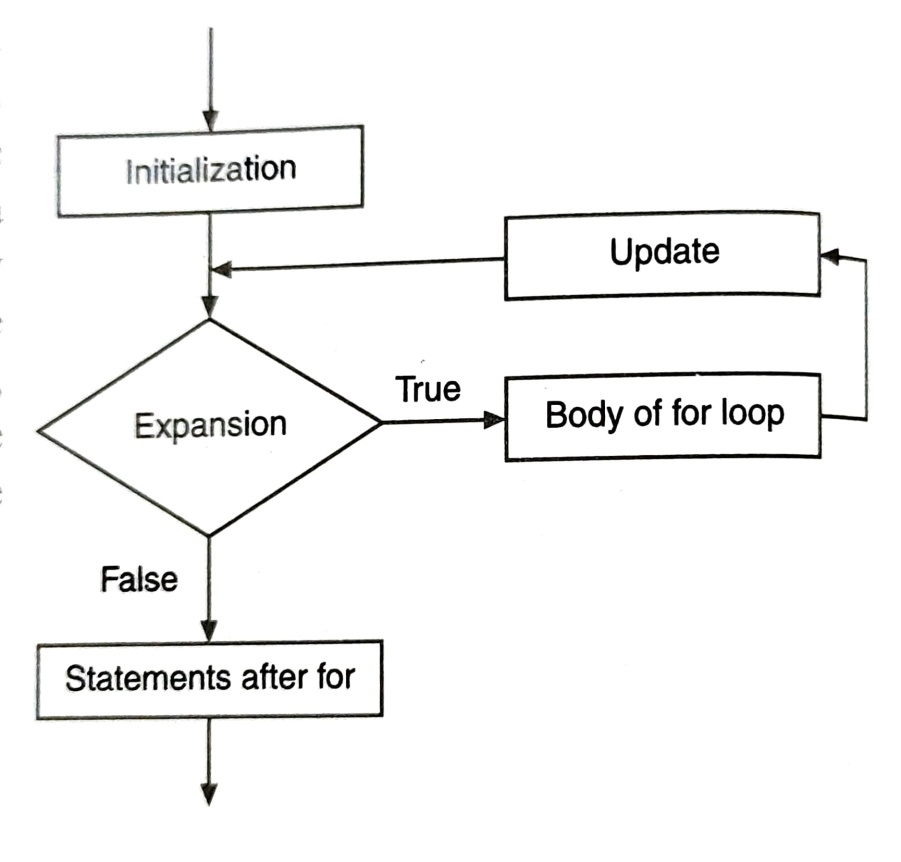 Initialization
Update
True
Expansion
Body of for loop
False
Statements after for